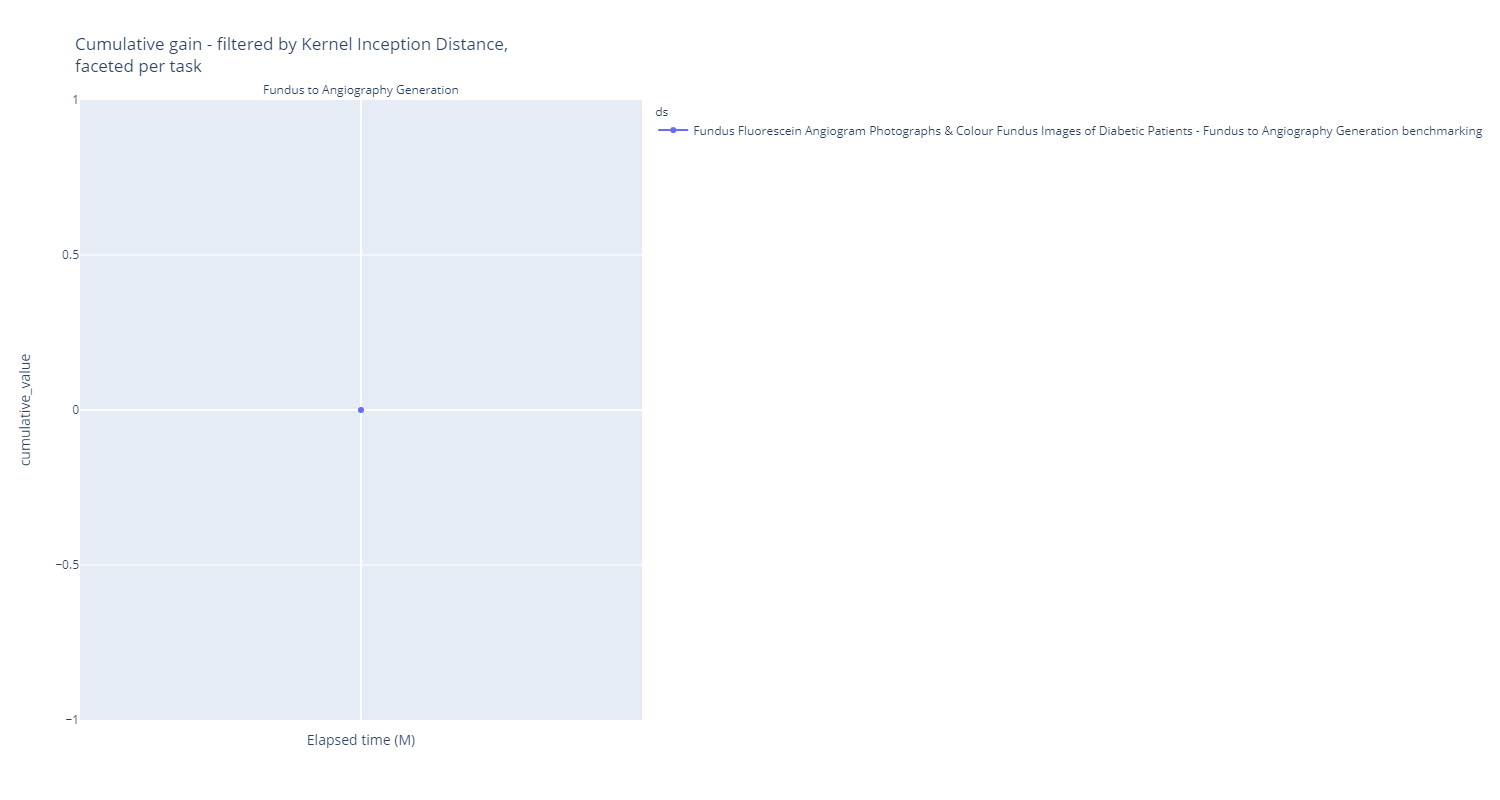 Cumulative gain - filtered by Kernel Inception Distance,
faceted per task
Fundus to Angiography Generation
1
0.5
0
−0.5
−1
cumulative_value
Elapsed time (M)
ds
Fundus Fluorescein Angiogram Photographs & Colour Fundus Images of Diabetic Patients - Fundus to Angiography Generation benchmarking